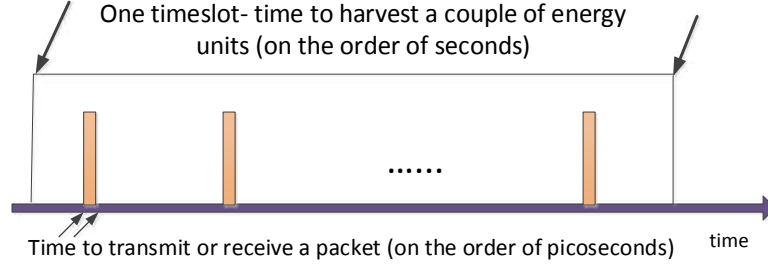 One timeslot- time to harvest a couple of energy
units (on the order of seconds)
......
Time to transmit or receive a packet (on the order of picoseconds)
time